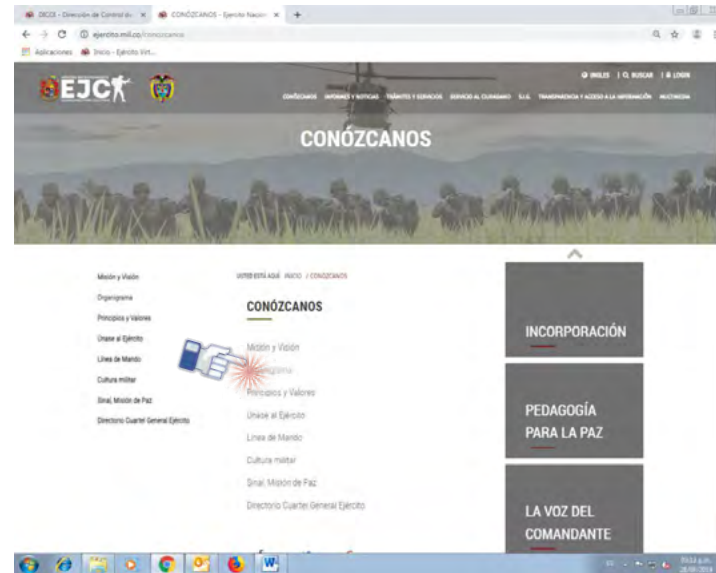 DICOI - Dirección de Control de
CONÓZCANOS - Ejercito Nacion
ejercito.mil.co/conozcanos
Aplicaciones
Inicio - Ejército Virt...
EJC
INGLES | BUSCAR | LOGIN
CONÓZCANOS INFORMES Y NOTICIAS TRÁMITES Y SERVICIOS SERVICIO AL CIUDADANO S.I.G. TRANSPARENCIA Y ACCESO A LA INFORMACIÓN MULTIMEDIA
CONÓZCANOS
Misión y Visión
Organigrama
Principios y Valores
Únase al Ejército
Línea de Mando
Cultura militar
Sinaí, Misión de Paz
Directorio Cuartel General Ejército
USTED ESTÁ AQUÍ: INICIO / CONÓZCANOS
CONÓZCANOS
Misión y Visión
Principios y Valores
Únase al Ejército
Línea de Mando
Cultura militar
Sinaí, Misión de Paz
Directorio Cuartel General Ejército
INCORPORACIÓN
PEDAGOGÍA
PARA LA PAZ
LA VOZ DEL
COMANDANTE